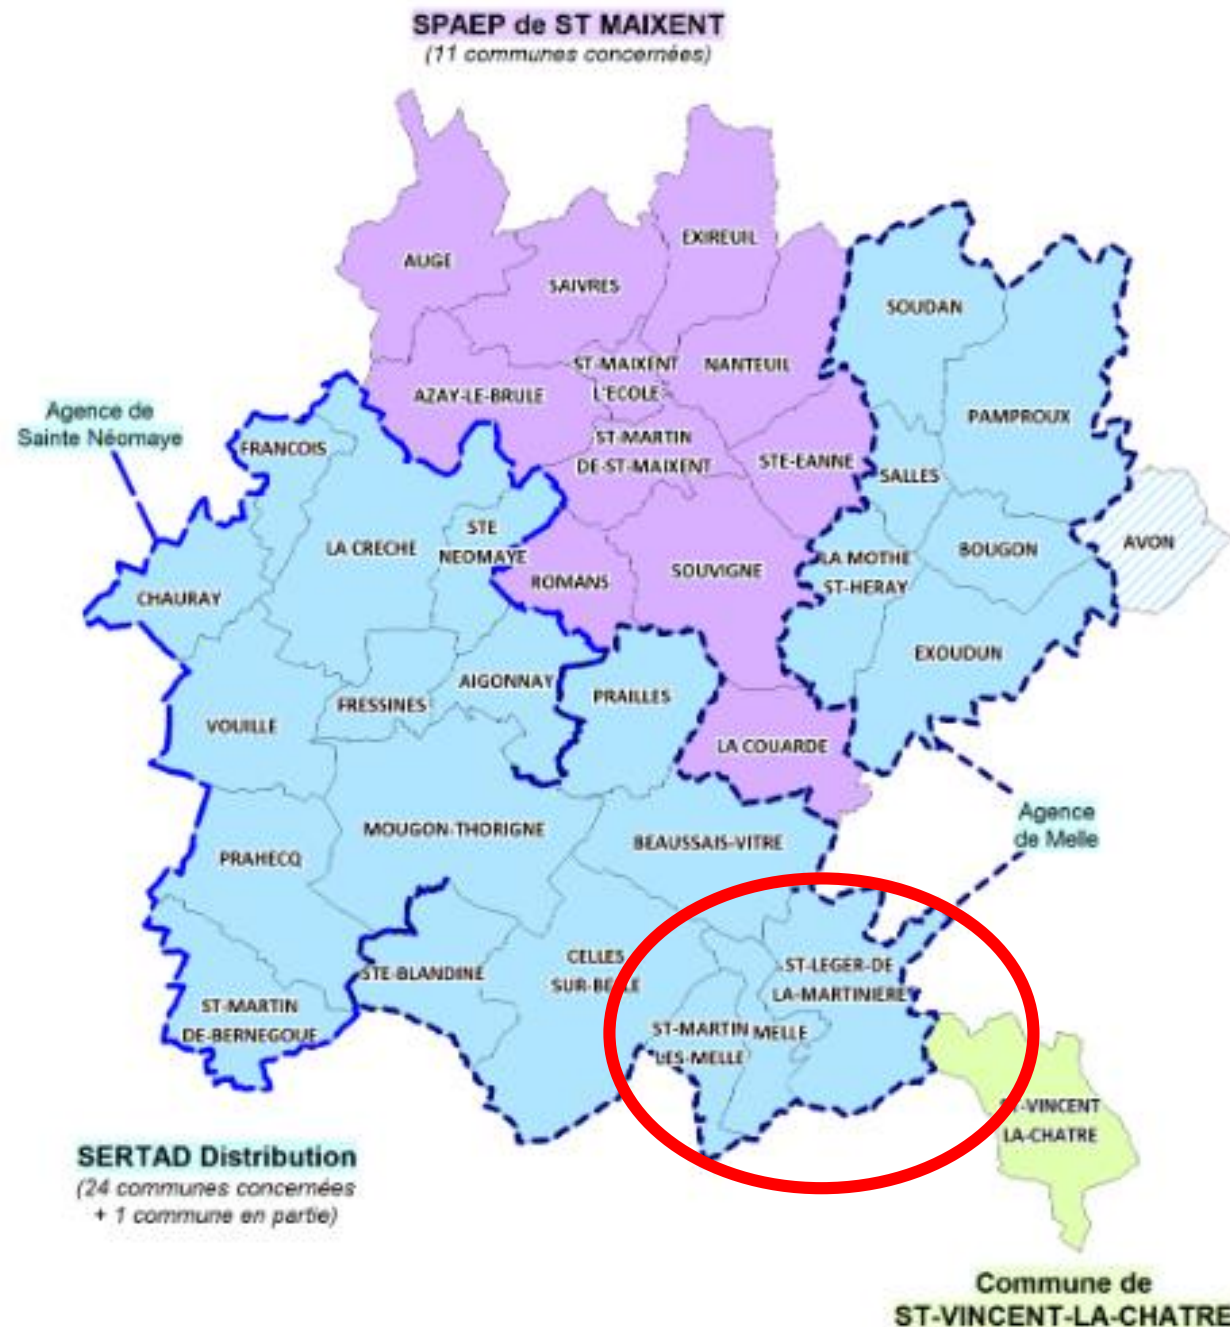 SPAEP de ST MAIXENT
(11 communes concernées)
EXIREUIL
AUGE
SAIVRES
SOUDAN
ST-MAIXENT
L'ECOLE
NANTEUIL
AZAY-LE-BRULE
Agence de
Sainte Néomaye
PAMPROUX
FRANCOIS
ST-MARTIN
DE-ST-MAIXENT
STE-EANNE
SALLES
STE
NEOMAYE
LA CRECHE
BOUGON
AVON
LA MOTHE
ST-HERAY
ROMANS
SOUVIGNE
CHAURAY
EXOUDUN
AIGONNAY
PRAILLES
FRESSINES
VOUILLE
LA COUARDE
Agence
de Melle
MOUGON-THORIGNE
BEAUSSAIS-VITRE
PRAHECQ
CELLES
SUR-BELLE
STE-BLANDINE
ST-LEGER-DE
LA-MARTINIERE
ST-MARTIN
DE-BERNEGOUE
ST-MARTIN
LES-MELLE
MELLE
ST-VINCENT
LA-CHATRE
SERTAD Distribution
(24 communes concernées
+ 1 commune en partie)
Commune de
ST-VINCENT-LA-CHATRE